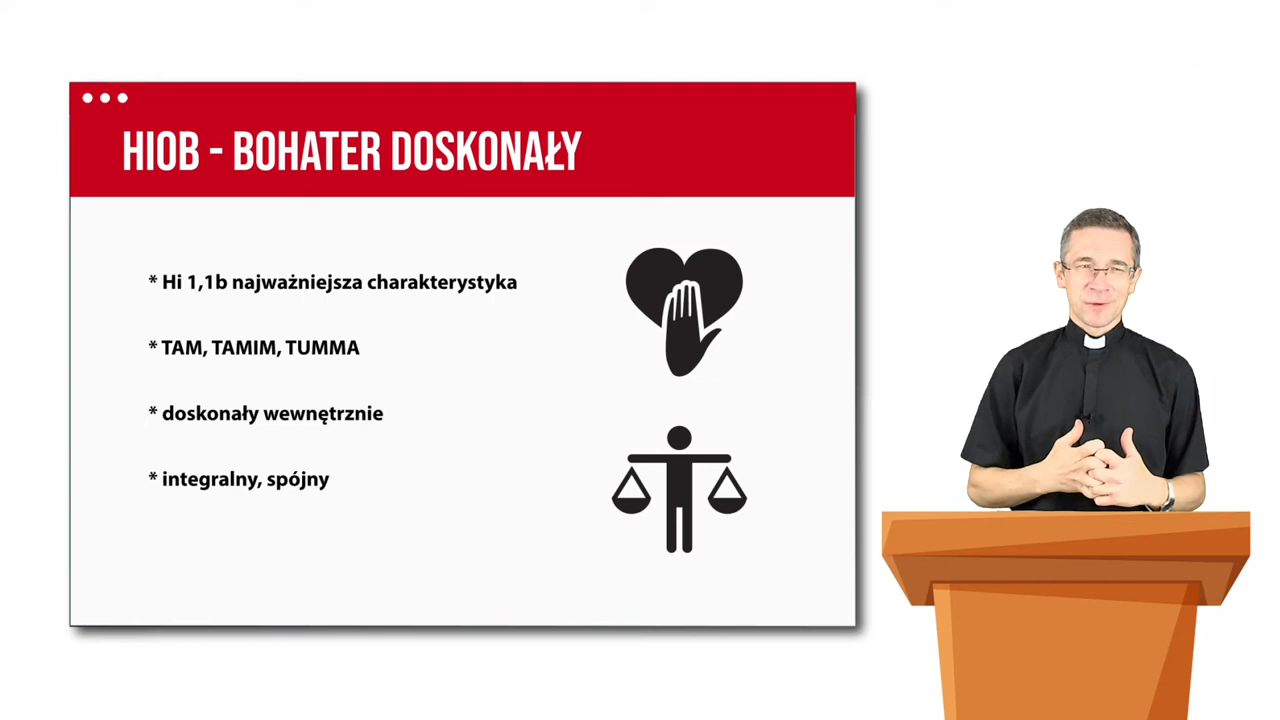 HIOB - BOHATER DOSKONAŁY
* Hi 1,1b najważniejsza charakterystyka
* TAM, TAMIM, TUMMA
* doskonały wewnętrznie
* integralny, spójny